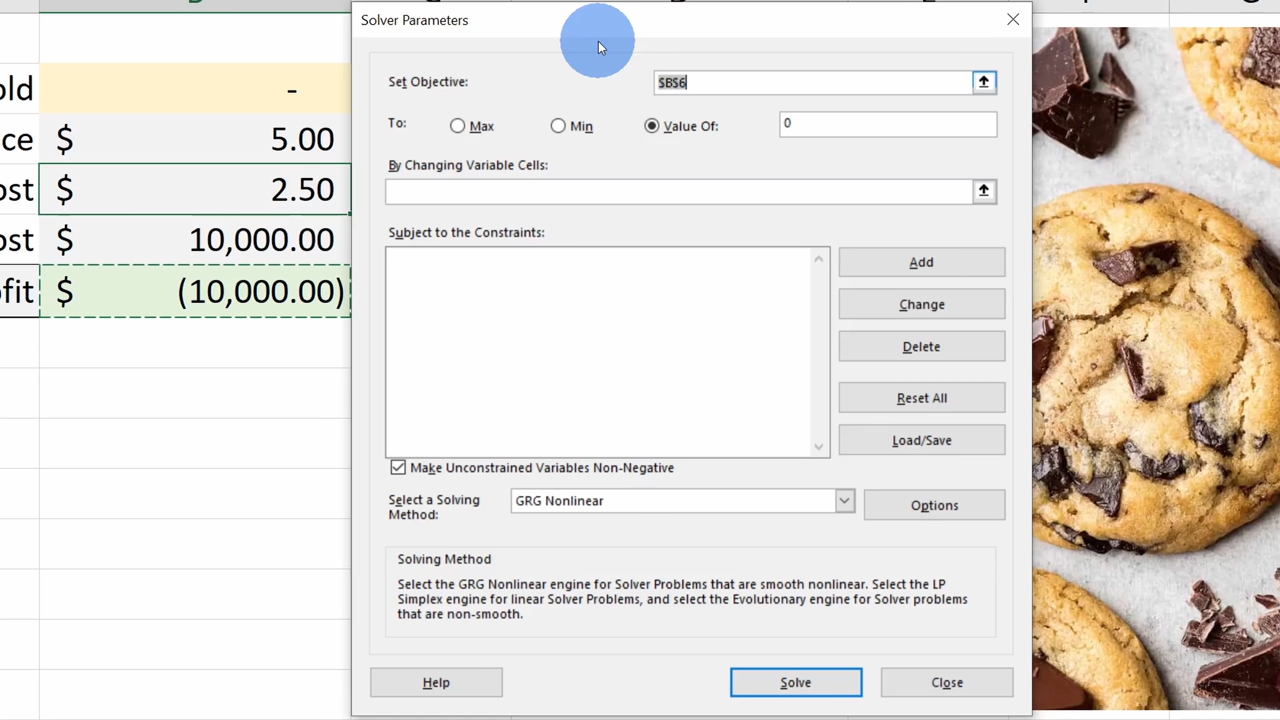 Solver Parameters
old -
ice $ 5.00
ost $ 2.50
ost $ 10,000.00
ofit $ (10,000.00)
Set Objective: $B$6
To: Max Min Value Of: 0
By Changing Variable Cells:
Subject to the Constraints:
Add
Change
Delete
Reset All
Load/Save
Make Unconstrained Variables Non-Negative
Select a Solving
Method:
GRG Nonlinear
Options
Solving Method
Select the GRG Nonlinear engine for Solver Problems that are smooth nonlinear. Select the LP
Simplex engine for linear Solver Problems, and select the Evolutionary engine for Solver problems
that are non-smooth.
Help Solve Close